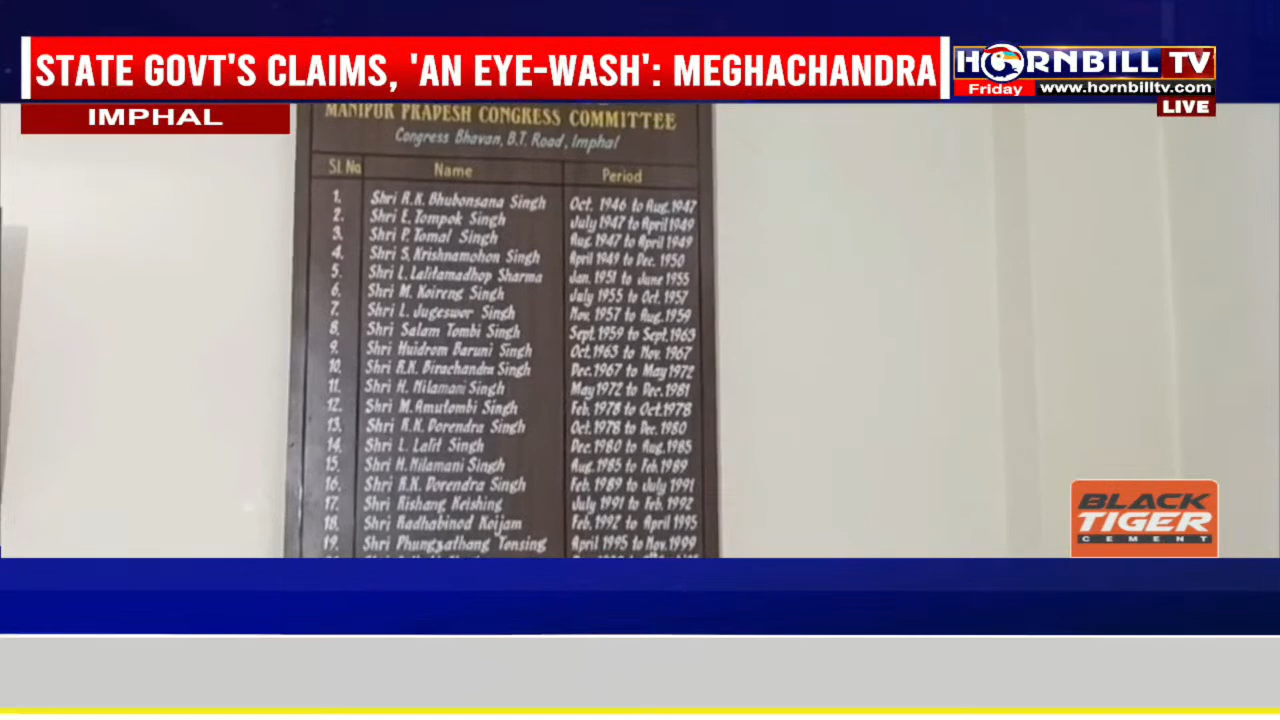 STATE GOVT'S CLAIMS, 'AN EYE-WASH': MEGHACHANDRA
HORNBILL TV
Friday www.hornbilltv.com
LIVE
IMPHAL
MANIPUR PRADESH CONGRESS COMMITTEE
Congress Bhavan, B.T. Road, Imphal
Sl. No Name Period
1. Shri R.K. Bhubonsana Singh Oct. 1946 to Aug. 1947
2. Shri E. Tompok Singh July 1947 to April 1949
3. Shri P. Tomal Singh Aug. 1947 to April 1949
4. Shri S. Krishnamohon Singh April 1949 to Dec. 1950
5. Shri L. Lalitamadhop Sharma Jan. 1951 to June 1955
6. Shri M. Koireng Singh July 1955 to Oct. 1957
7. Shri L. Jugeswor Singh Nov. 1957 to Aug. 1959
8. Shri Salam Tombi Singh Sept. 1959 to Sept. 1963
9. Shri Huidrom Baruni Singh Oct. 1963 to Nov. 1967
10. Shri R.K. Birachandra Singh Dec. 1967 to May 1972
11. Shri H. Nilamani Singh May 1972 to Dec. 1981
12. Shri M. Amutombi Singh Feb. 1978 to Oct. 1978
13. Shri R.K. Dorendra Singh Oct. 1978 to Dec. 1980
14. Shri L. Lalit Singh Dec. 1980 to Aug. 1985
15. Shri H. Nilamani Singh Aug. 1985 to Feb. 1989
16. Shri R.K. Dorendra Singh Feb. 1989 to July 1991
17. Shri Rishang Keishing July 1991 to Feb. 1992
18. Shri Radhabinod Koijam Feb. 1992 to April 1995
19. Shri Phungzathang Tonsing April 1995 to Nov. 1999
BLACK
TIGER
CEMENT